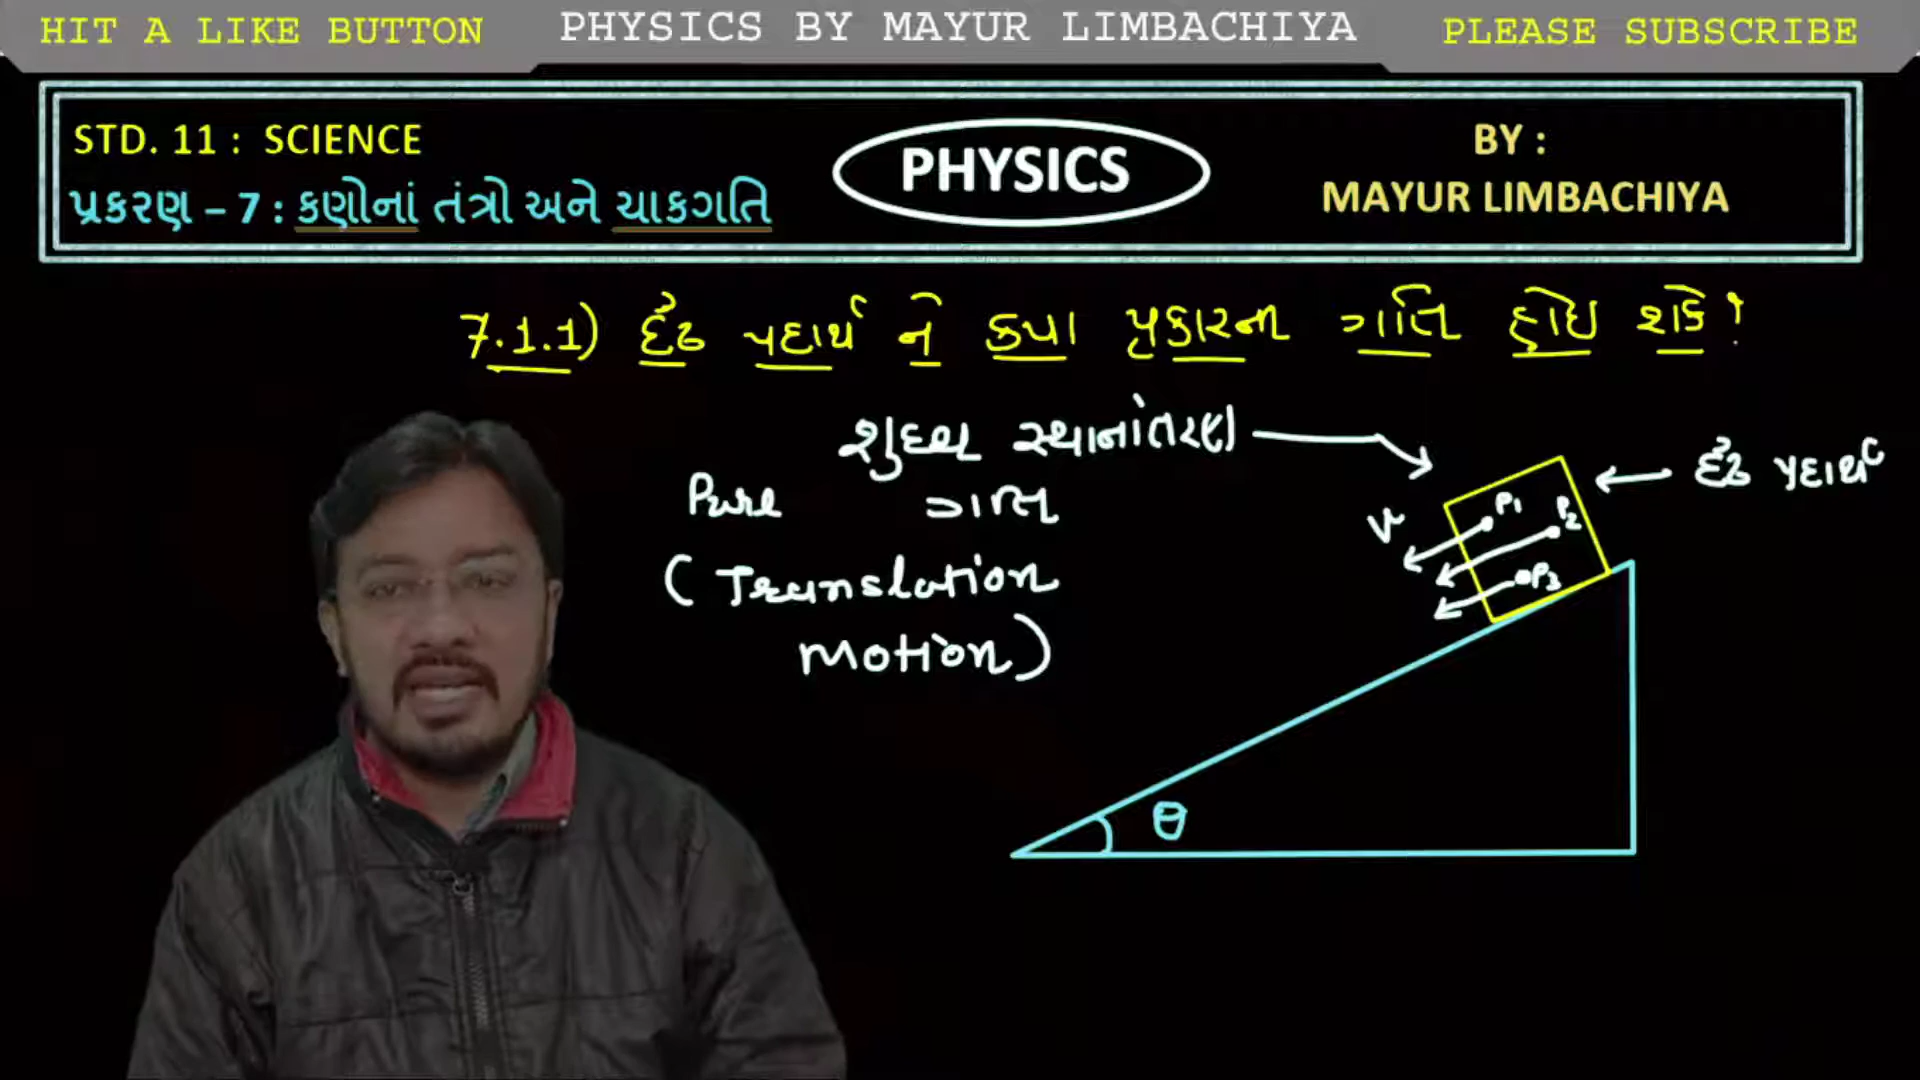 HIT A LIKE BUTTON
PHYSICS BY MAYUR LIMBACHIYA
PLEASE SUBSCRIBE
STD. 11 : SCIENCE
પ્રકરણ – 7 : કણોનાં તંત્રો અને ચાકગતિ
PHYSICS
BY :
MAYUR LIMBACHIYA
7.1.1) દૃઢ પદાર્થ ને કયા પ્રકારના ગતિ હોઇ શકે?
શુદ્ધ સ્થાનાંતરણ
Pure ગતિ
(Translation
motion)
દૃઢ પદાર્થ
V
P1
P2
P3
θ